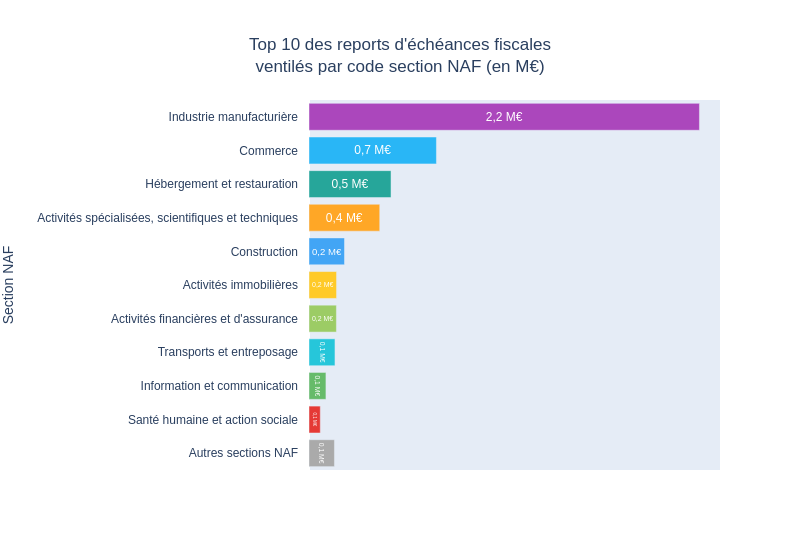 Top 10 des reports d'échéances fiscales
ventilés par code section NAF (en M€)
Section NAF
Industrie manufacturière 2,2 M€
Commerce 0,7 M€
Hébergement et restauration 0,5 M€
Activités spécialisées, scientifiques et techniques 0,4 M€
Construction 0,2 M€
Activités immobilières 0,2 M€
Activités financières et d'assurance 0,2 M€
Transports et entreposage 0,1 M€
Information et communication 0,1 M€
Santé humaine et action sociale 0,1 M€
Autres sections NAF 0,1 M€